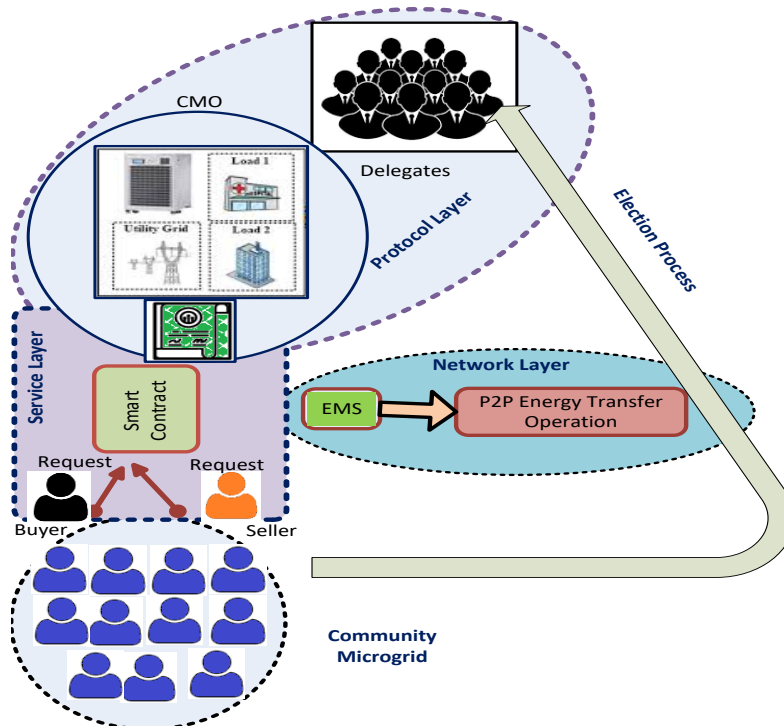 CMO
Delegates
Load 1
Utility Grid
Load 2
Protocol Layer
Election Process
Service Layer
Smart
Contract
Network Layer
EMS
P2P Energy Transfer
Operation
Request
Request
Buyer
Seller
Community
Microgrid